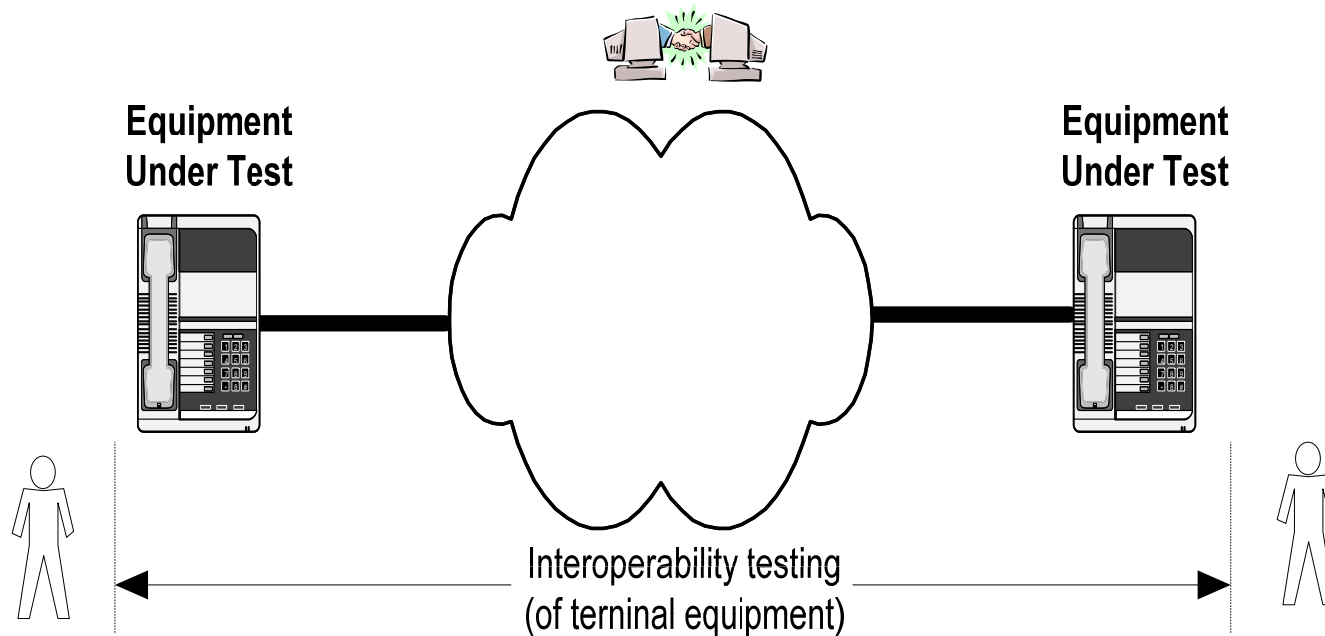 Equipment
Under Test
Equipment
Under Test
Interoperability testing
(of terninal equipment)